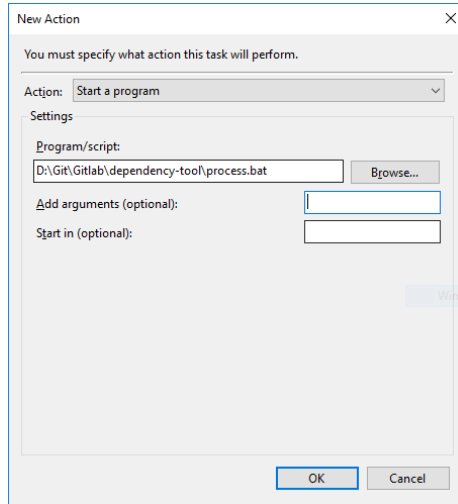 New Action
You must specify what action this task will perform.
Action: Start a program
Settings
Program/script:
D:\Git\Gitlab\dependency-tool\process.bat Browse...
Add arguments (optional):
Start in (optional):
OK Cancel